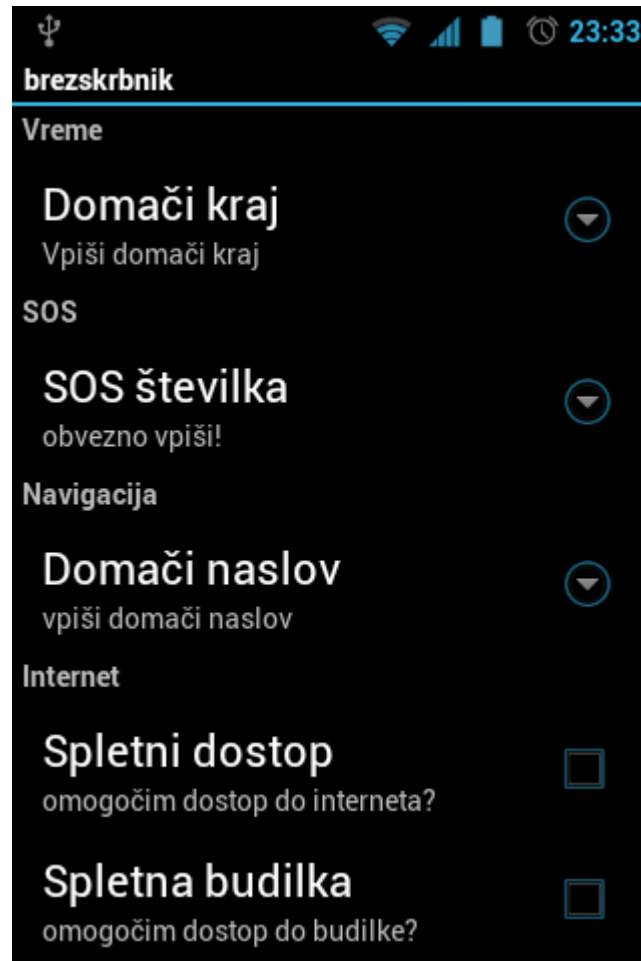 23:33
brezskrbnik
Vreme
Domači kraj
Vpiši domači kraj
SOS
SOS številka
obvezno vpiši!
Navigacija
Domači naslov
vpiši domači naslov
Internet
Spletni dostop
omogočim dostop do interneta?
Spletna budilka
omogočim dostop do budilke?